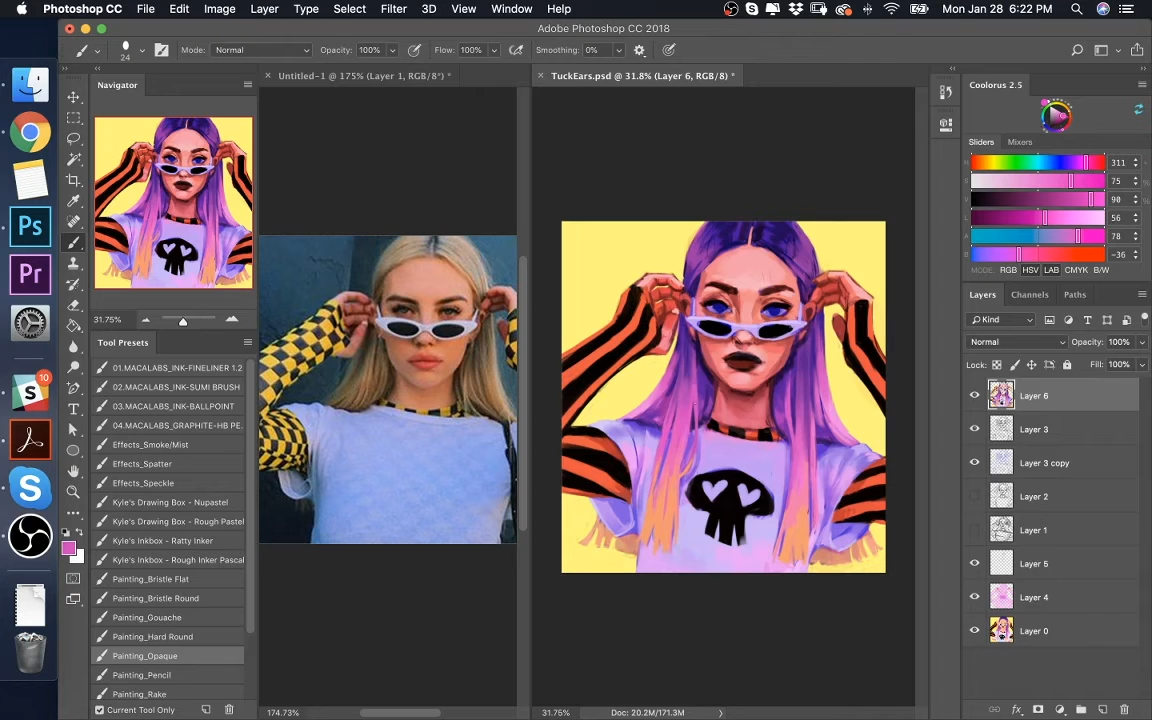 Photoshop CC File Edit Image Layer Type Select Filter 3D View Window Help Mon Jan 28 6:22 PM
Adobe Photoshop CC 2018
24 Mode: Normal Opacity: 100% Flow: 100% Smoothing: 0%
Navigator
Untitled-1 @ 175% (Layer 1, RGB/8*) *
TuckEars.psd @ 31.8% (Layer 6, RGB/8) *
Coolorus 2.5
Sliders Mixers
H 311
S 75 %
90 %
L 56
A 78
B -36
MODE: RGB HSV LAB CMYK B/W
Layers Channels Paths
Kind
Normal Opacity: 100%
Lock: Fill: 100%
Layer 6
Layer 3
Layer 3 copy
Layer 2
Layer 1
Layer 5
Layer 4
Layer 0
31.75%
Tool Presets
01.MACALABS_INK-FINELINER 1.2
02.MACALABS_INK-SUMI BRUSH
03.MACALABS_INK-BALLPOINT
04.MACALABS_GRAPHITE-HB PE.
Effects_Smoke/Mist
Effects_Spatter
Effects_Speckle
Kyle's Drawing Box - Nupastel
Kyle's Drawing Box - Rough Pastel
Kyle's Inkbox - Ratty Inker
Kyle's Inkbox - Rough Inker Pascal
Painting_Bristle Flat
Painting_Bristle Round
Painting_Gouache
Painting_Hard Round
Painting_Opaque
Painting_Pencil
Painting_Rake
Current Tool Only
174.73%
31.75% Doc: 20.2M/171.3M
Ps
Pr
10